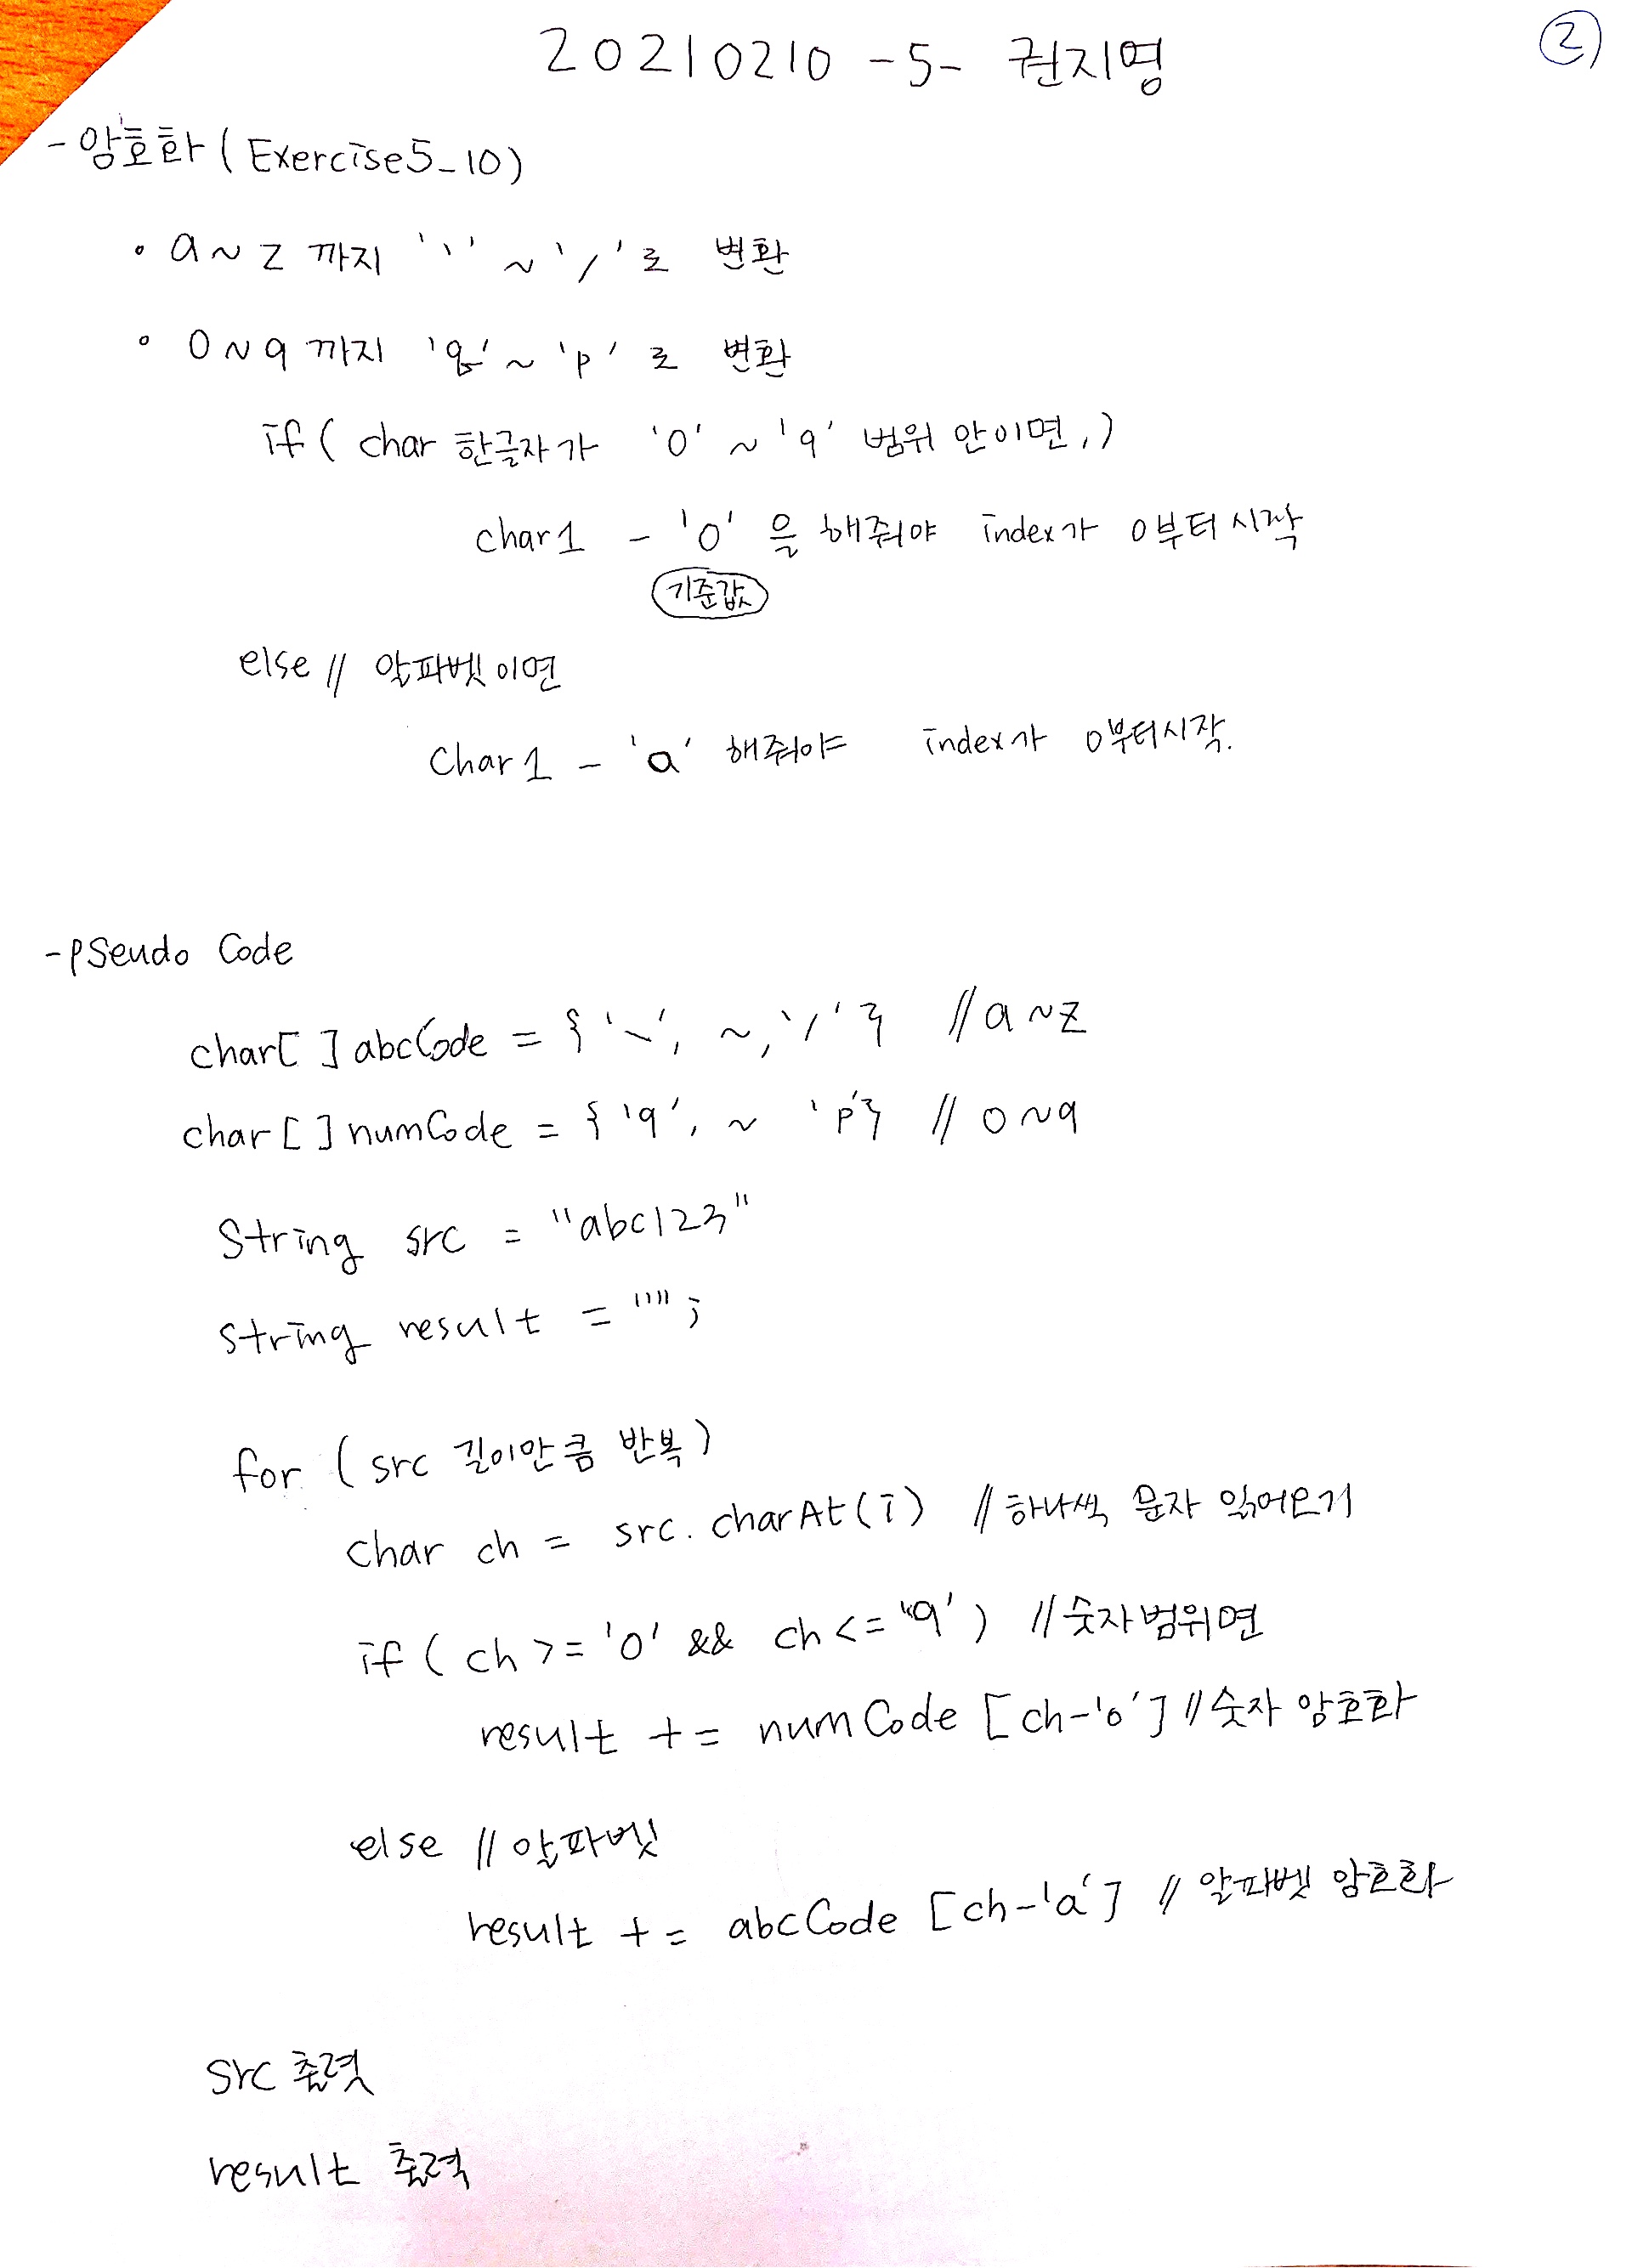 20210210 -5- 권지영
②
-암호화(Exercise5_10)
• a~z 까지 '`' ~ '/'로 변환
• 0~9까지 'q' ~ 'p'로 변환
if( char 한글자가 '0' ~ '9' 범위 안이면,)
char1 - '0' 을 해줘야 index가 0부터 시작
기준값
else // 알파벳이면
Char1 - 'a' 해줘야 index가 0부터시작.
-pseudo Code
char[ ] abcCode = { '`', ~, '/' } // a~z
char[ ] numCode = { 'q', ~ 'p'} // 0~9
String src = "abc123"
String result = "";
for ( src 길이만큼 반복)
char ch = src.charAt(i) // 하나씩 문자 읽어오기
if( ch >= '0' && ch <= '9' ) // 숫자범위면
result += numCode [ch-'0'] // 숫자 암호화
else // 알파벳
result += abcCode [ch-'a'] // 알파벳 암호화
src 출력
result 출력